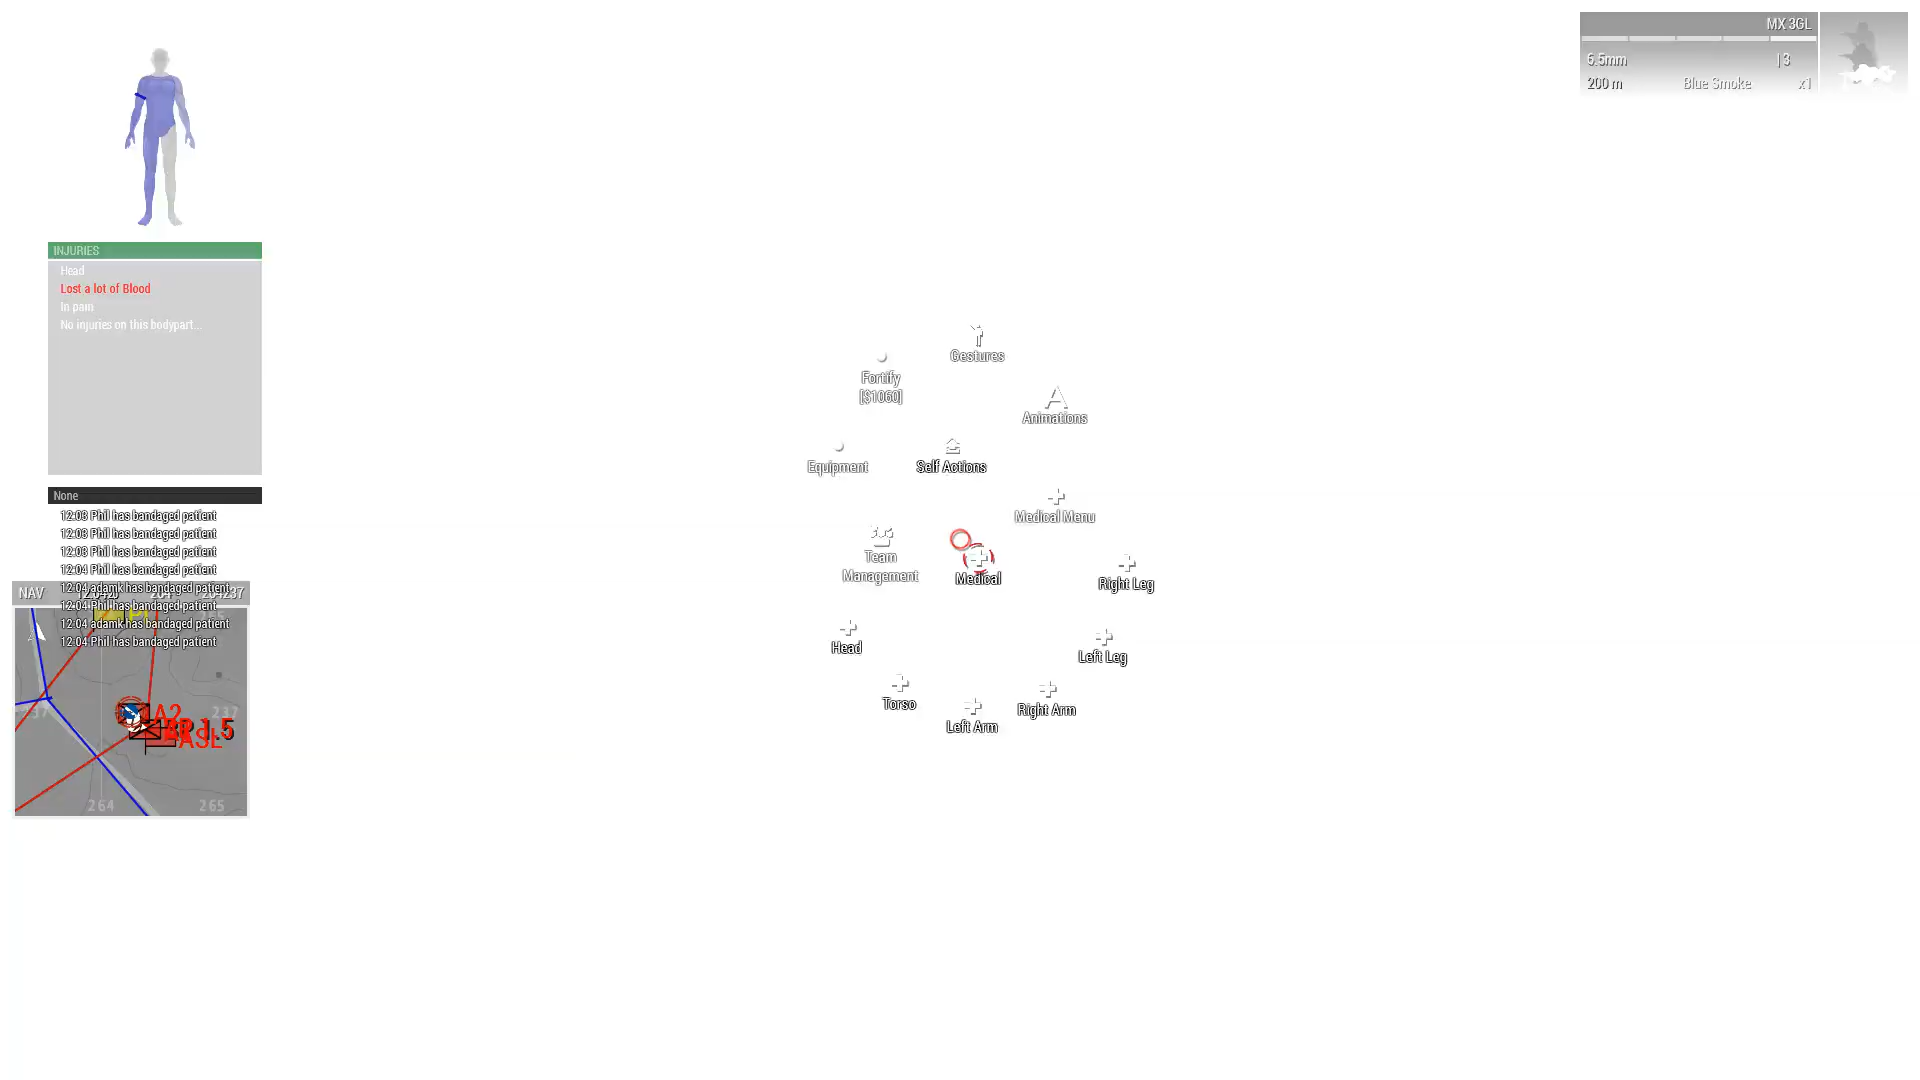 MX 3GL
6.5mm
| 3
200 m
Blue Smoke
x1
INJURIES
Head
Lost a lot of Blood
In pain
No injuries on this bodypart...
None
12:03 Phil has bandaged patient
12:03 Phil has bandaged patient
12:03 Phil has bandaged patient
12:04 Phil has bandaged patient
12:04 adamk has bandaged patient
12:04 Phil has bandaged patient
12:04 adamk has bandaged patient
12:04 Phil has bandaged patient
NAV
A2
237
ASL
264
265
Gestures
Fortify
[$1060]
Animations
Equipment
Self Actions
Medical Menu
Team
Management
Medical
Right Leg
Head
Left Leg
Torso
Right Arm
Left Arm